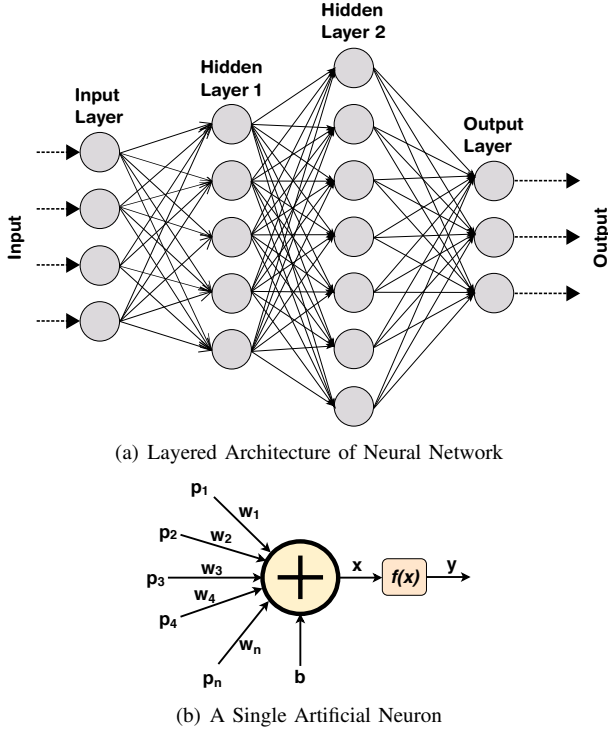 Hidden
Layer 2
Hidden
Layer 1
Input
Layer
Output
Layer
Input
Output
(a) Layered Architecture of Neural Network
p1
w1
p2
w2
p3
w3
x
f(x)
y
p4
w4
pn
wn
b
(b) A Single Artificial Neuron